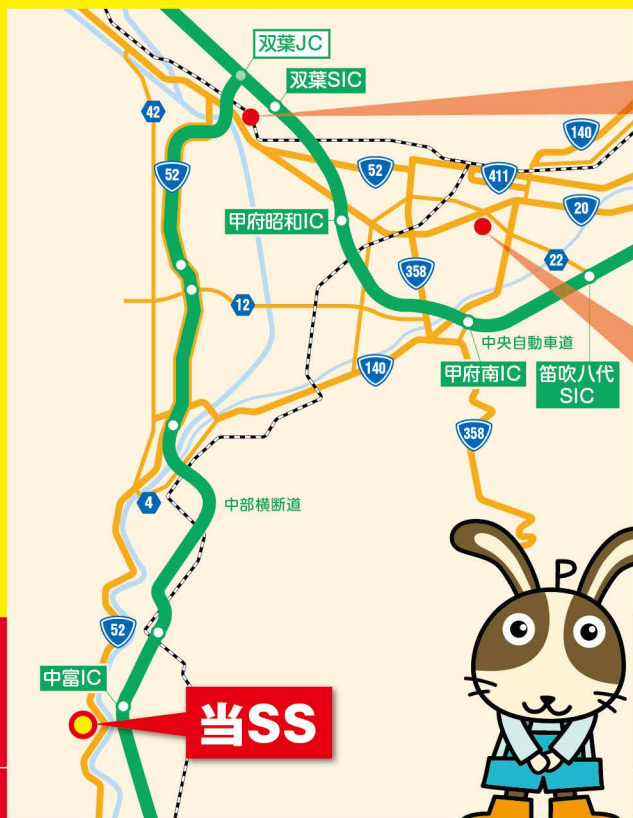 双葉JC
双葉SIC
42
140
52
52
411
20
甲府昭和IC
22
358
12
中央自動車道
140
甲府南IC
笛吹八代
SIC
358
4
中部横断道
P
52
中富IC
当SS